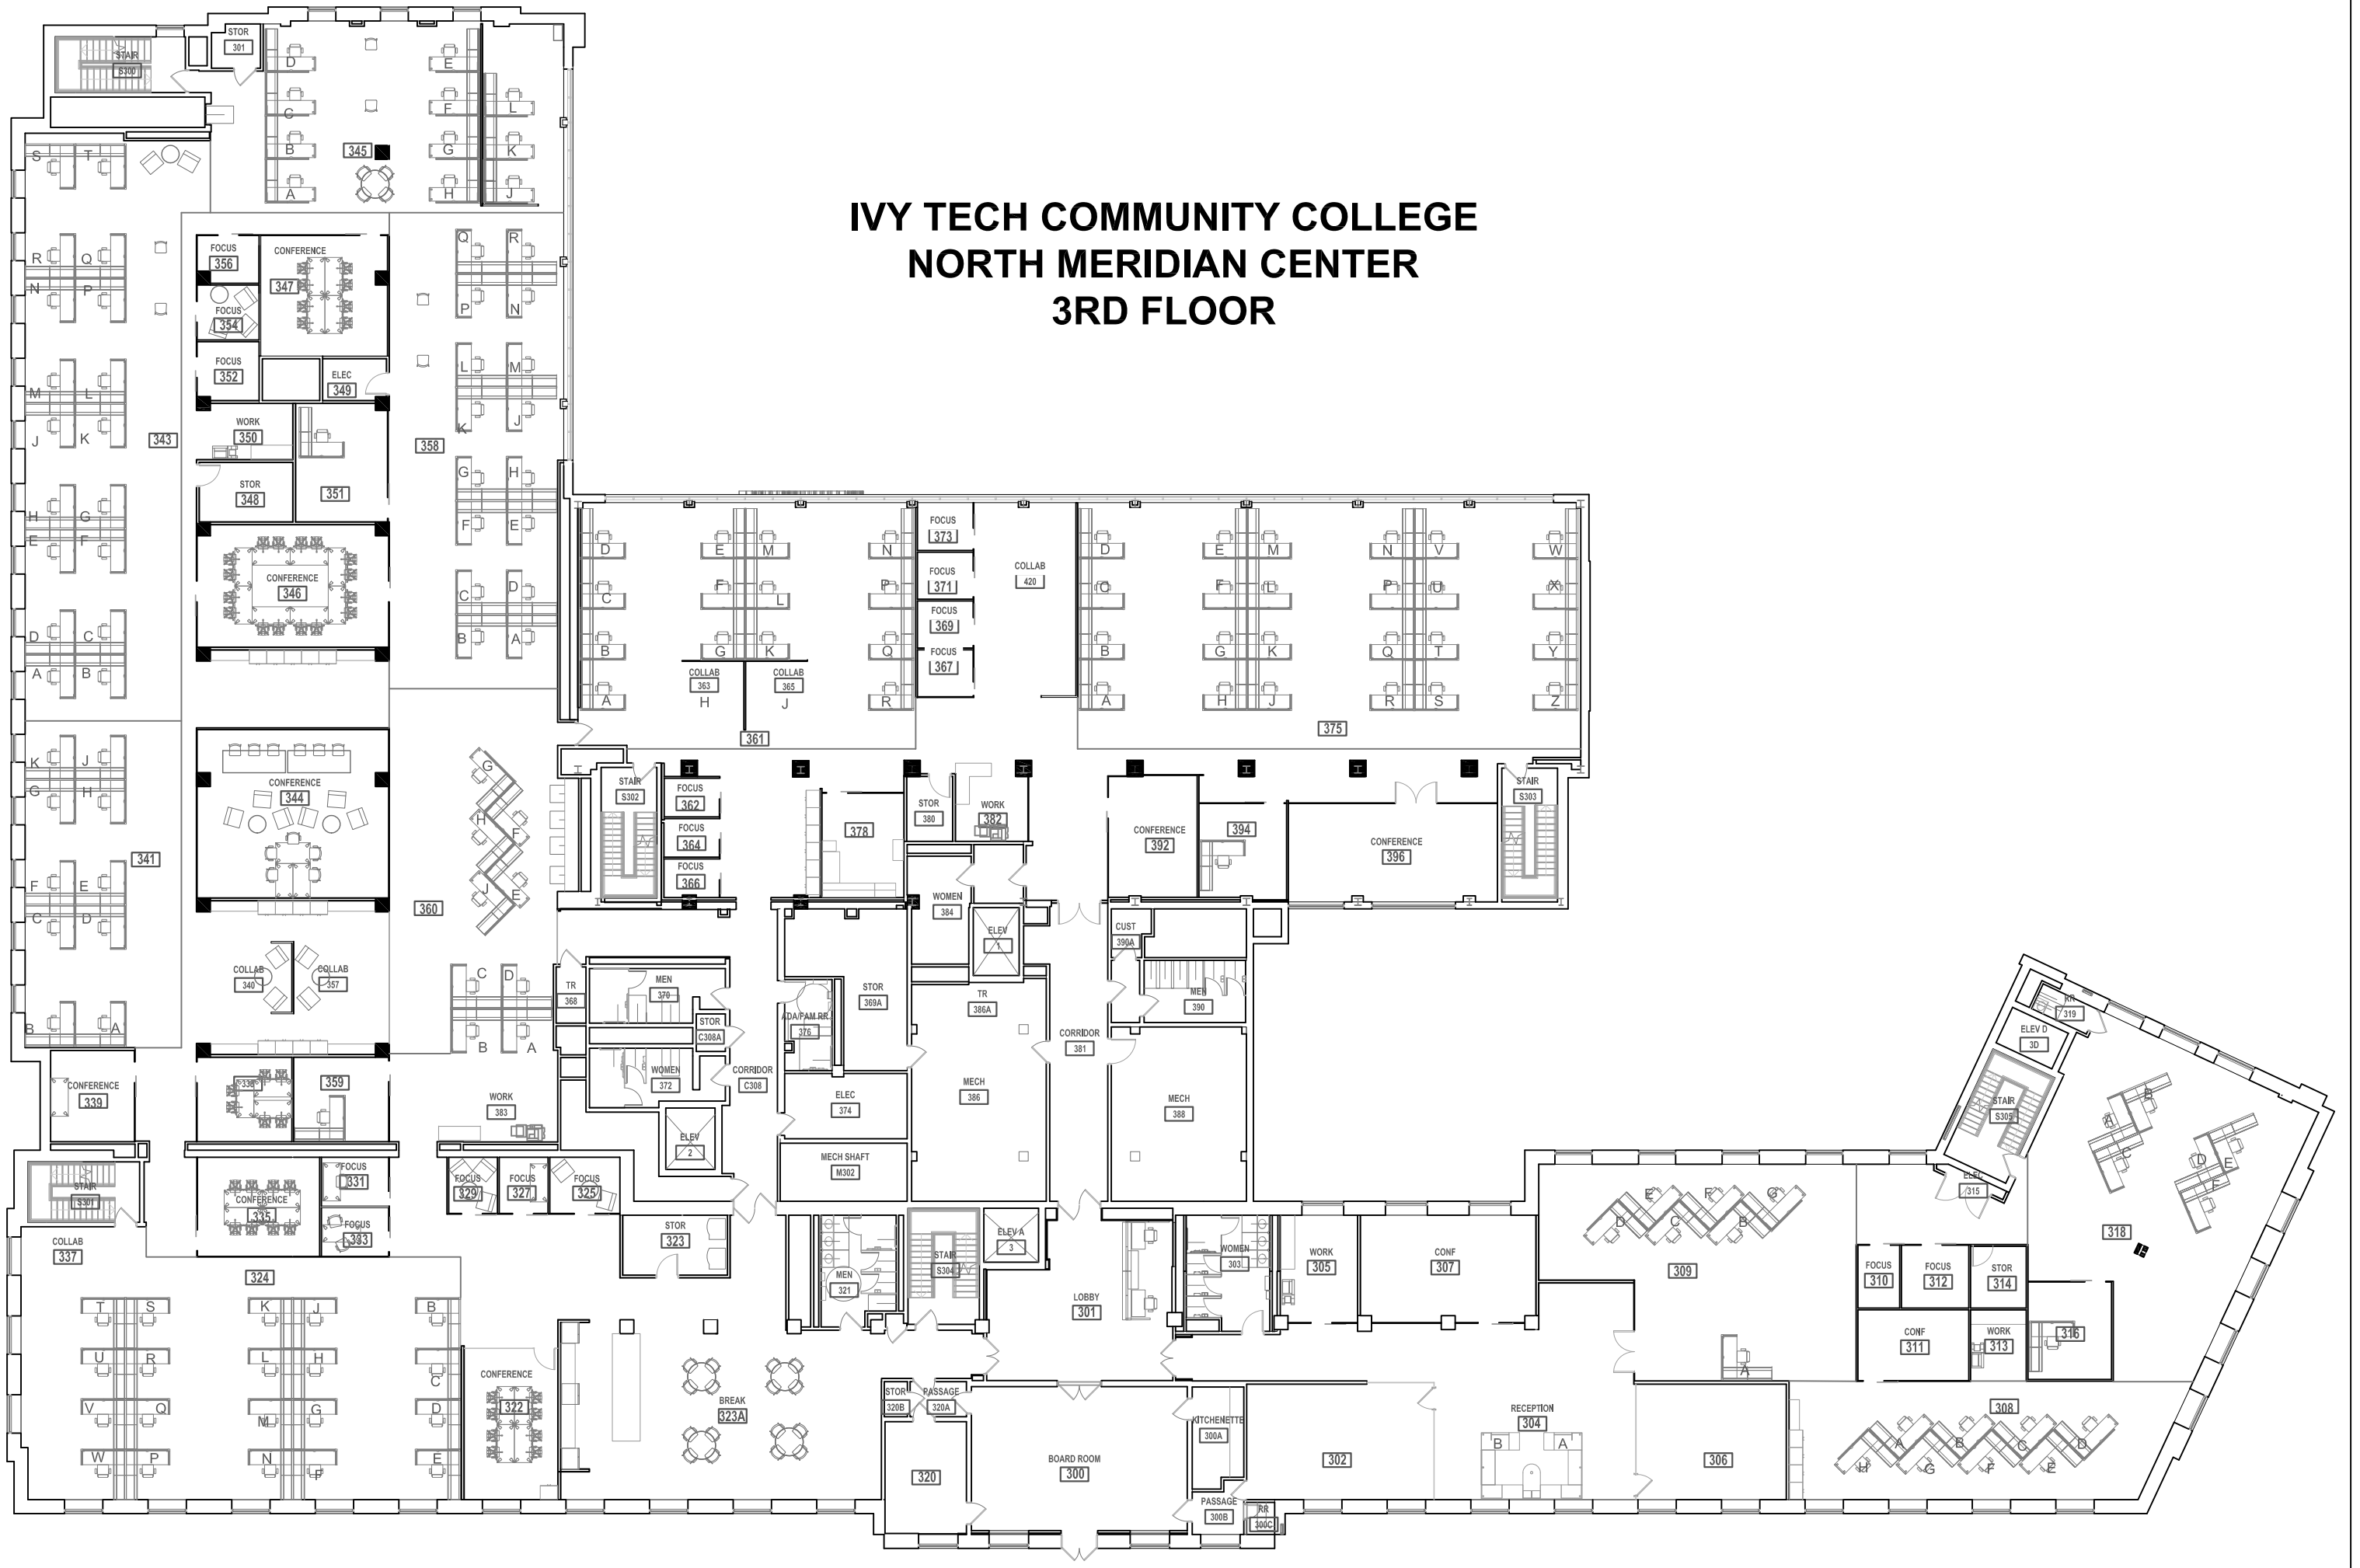 IVY TECH COMMUNITY COLLEGE
NORTH MERIDIAN CENTER
3RD FLOOR
STAIR
S300
STOR
301
D
C
B
A
E
F
G
H
L
K
J
345
S
T
R
Q
N
P
M
L
J
K
H
G
E
F
D
C
A
B
343
FOCUS
356
CONFERENCE
347
FOCUS
354
FOCUS
352
ELEC
349
WORK
350
STOR
348
351
CONFERENCE
346
Q
R
P
N
L
M
K
J
G
H
F
E
C
D
B
A
358
K
J
G
H
F
E
C
D
B
A
341
CONFERENCE
344
COLLAB
340
COLLAB
357
G
H
F
J
E
360
C
D
B
A
CONFERENCE
339
338
359
WORK
383
D
C
B
A
E
F
G
M
L
K
N
P
Q
R
COLLAB
363
H
COLLAB
365
J
361
FOCUS
373
FOCUS
371
FOCUS
369
FOCUS
367
COLLAB
420
D
C
B
A
E
F
G
H
M
L
K
J
N
P
Q
R
V
U
T
S
W
X
Y
Z
375
STAIR
S302
FOCUS
362
FOCUS
364
FOCUS
366
378
STOR
380
WORK
382
WOMEN
384
ELEV
1
CONFERENCE
392
394
CONFERENCE
396
STAIR
S303
CUST
390A
MEN
390
TR
368
MEN
370
STOR
C308A
WOMEN
372
ELEV
2
CORRIDOR
C308
ADA/FAM RR
376
STOR
369A
ELEC
374
MECH SHAFT
M302
TR
386A
MECH
386
CORRIDOR
381
MECH
388
STAIR
S301
COLLAB
337
CONFERENCE
335
FOCUS
331
FOCUS
333
FOCUS
329
FOCUS
327
FOCUS
325
STOR
323
324
T
S
U
R
V
Q
W
P
K
J
L
H
M
G
N
F
B
C
D
E
CONFERENCE
322
BREAK
323A
MEN
321
STAIR
S304
ELEV A
3
LOBBY
301
WOMEN
303
WORK
305
CONF
307
STOR
320B
PASSAGE
320A
320
BOARD ROOM
300
KITCHENETTE
300A
PASSAGE
300B
RR
300C
302
RECEPTION
304
B
A
306
E
F
G
D
C
B
309
A
FOCUS
310
FOCUS
312
STOR
314
CONF
311
WORK
313
316
308
A
B
C
D
H
G
F
E
RR
319
ELEV D
3D
STAIR
S305
ELEC
315
A
B
C
D
E
F
318